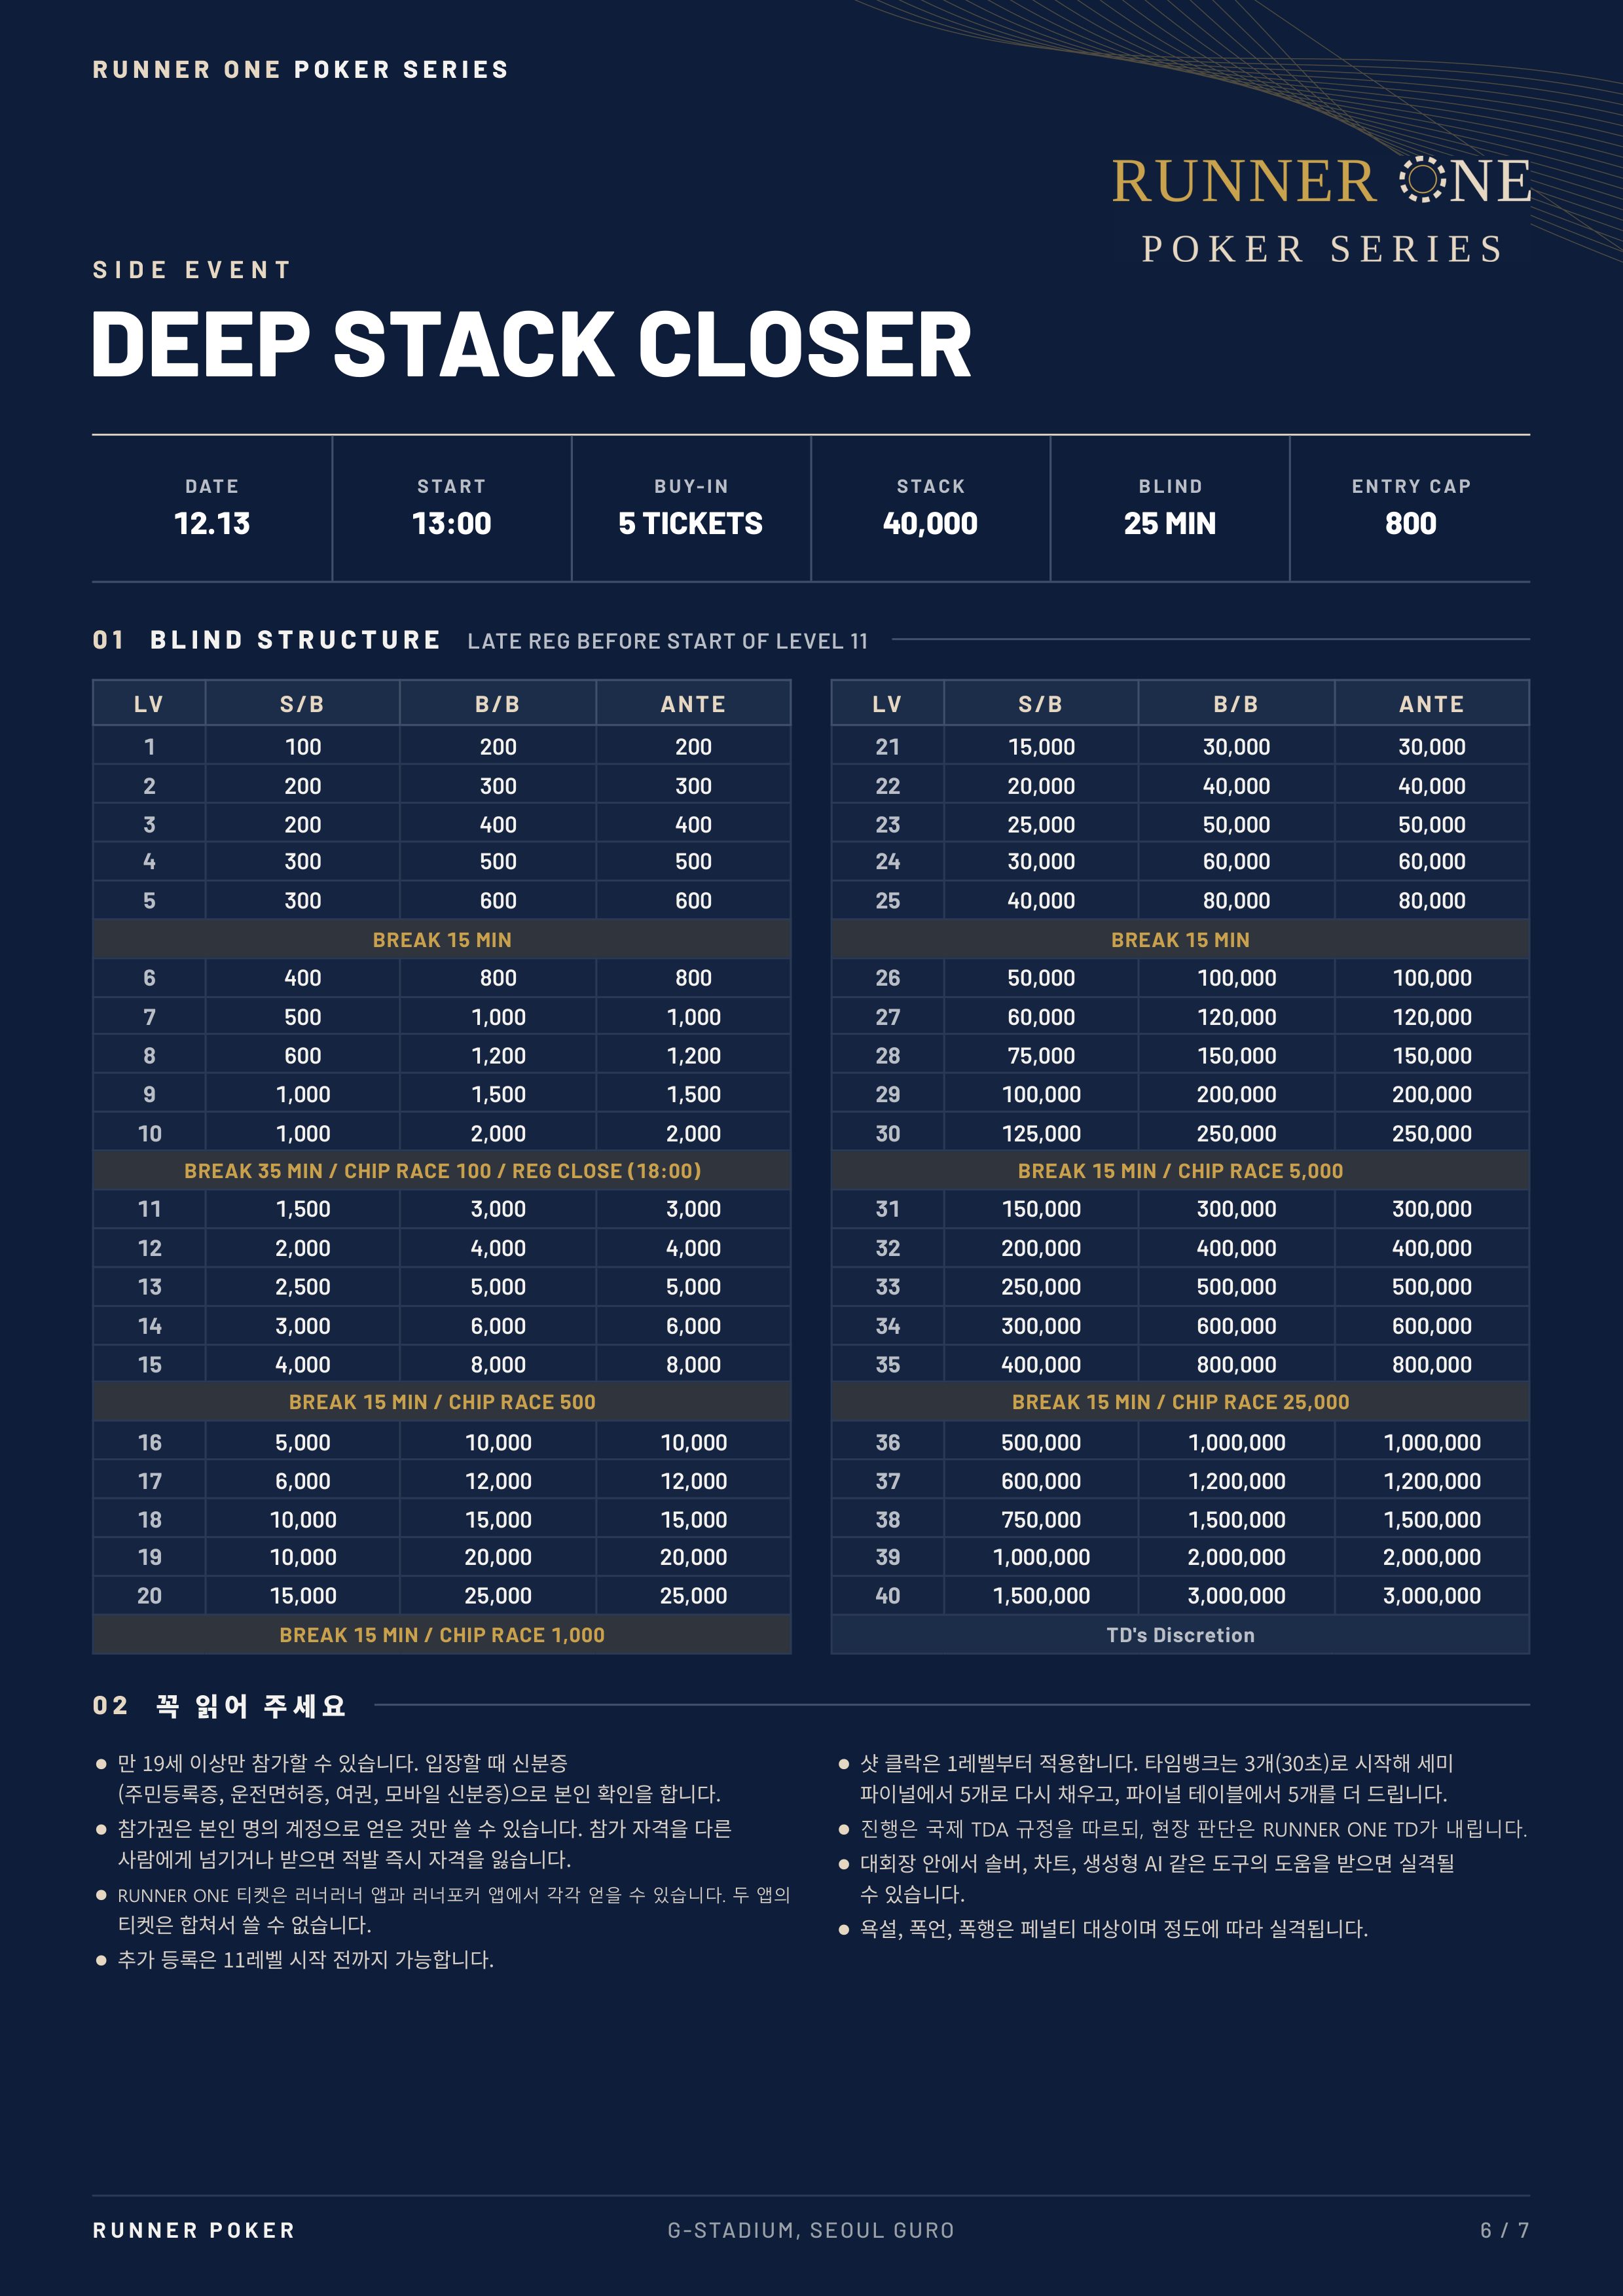 RUNNER ONE POKER SERIES
RUNNER ONE
POKER SERIES
SIDE EVENT
DEEP STACK CLOSER
DATE START BUY-IN STACK BLIND ENTRY CAP
12.13 13:00 5 TICKETS 40,000 25 MIN 800
01 BLIND STRUCTURE LATE REG BEFORE START OF LEVEL 11
LV S/B B/B ANTE
1 100 200 200
2 200 300 300
3 200 400 400
4 300 500 500
5 300 600 600
BREAK 15 MIN
6 400 800 800
7 500 1,000 1,000
8 600 1,200 1,200
9 1,000 1,500 1,500
10 1,000 2,000 2,000
BREAK 35 MIN / CHIP RACE 100 / REG CLOSE (18:00)
11 1,500 3,000 3,000
12 2,000 4,000 4,000
13 2,500 5,000 5,000
14 3,000 6,000 6,000
15 4,000 8,000 8,000
BREAK 15 MIN / CHIP RACE 500
16 5,000 10,000 10,000
17 6,000 12,000 12,000
18 10,000 15,000 15,000
19 10,000 20,000 20,000
20 15,000 25,000 25,000
BREAK 15 MIN / CHIP RACE 1,000
LV S/B B/B ANTE
21 15,000 30,000 30,000
22 20,000 40,000 40,000
23 25,000 50,000 50,000
24 30,000 60,000 60,000
25 40,000 80,000 80,000
BREAK 15 MIN
26 50,000 100,000 100,000
27 60,000 120,000 120,000
28 75,000 150,000 150,000
29 100,000 200,000 200,000
30 125,000 250,000 250,000
BREAK 15 MIN / CHIP RACE 5,000
31 150,000 300,000 300,000
32 200,000 400,000 400,000
33 250,000 500,000 500,000
34 300,000 600,000 600,000
35 400,000 800,000 800,000
BREAK 15 MIN / CHIP RACE 25,000
36 500,000 1,000,000 1,000,000
37 600,000 1,200,000 1,200,000
38 750,000 1,500,000 1,500,000
39 1,000,000 2,000,000 2,000,000
40 1,500,000 3,000,000 3,000,000
TD's Discretion
02 꼭 읽어 주세요
● 만 19세 이상만 참가할 수 있습니다. 입장할 때 신분증
(주민등록증, 운전면허증, 여권, 모바일 신분증)으로 본인 확인을 합니다.
● 참가권은 본인 명의 계정으로 얻은 것만 쓸 수 있습니다. 참가 자격을 다른
사람에게 넘기거나 받으면 적발 즉시 자격을 잃습니다.
● RUNNER ONE 티켓은 러너러너 앱과 러너포커 앱에서 각각 얻을 수 있습니다. 두 앱의
티켓은 합쳐서 쓸 수 없습니다.
● 추가 등록은 11레벨 시작 전까지 가능합니다.
● 샷 클락은 1레벨부터 적용합니다. 타임뱅크는 3개(30초)로 시작해 세미
파이널에서 5개로 다시 채우고, 파이널 테이블에서 5개를 더 드립니다.
● 진행은 국제 TDA 규정을 따르되, 현장 판단은 RUNNER ONE TD가 내립니다.
● 대회장 안에서 솔버, 차트, 생성형 AI 같은 도구의 도움을 받으면 실격될
수 있습니다.
● 욕설, 폭언, 폭행은 페널티 대상이며 정도에 따라 실격됩니다.
RUNNER POKER
G-STADIUM, SEOUL GURO
6 / 7